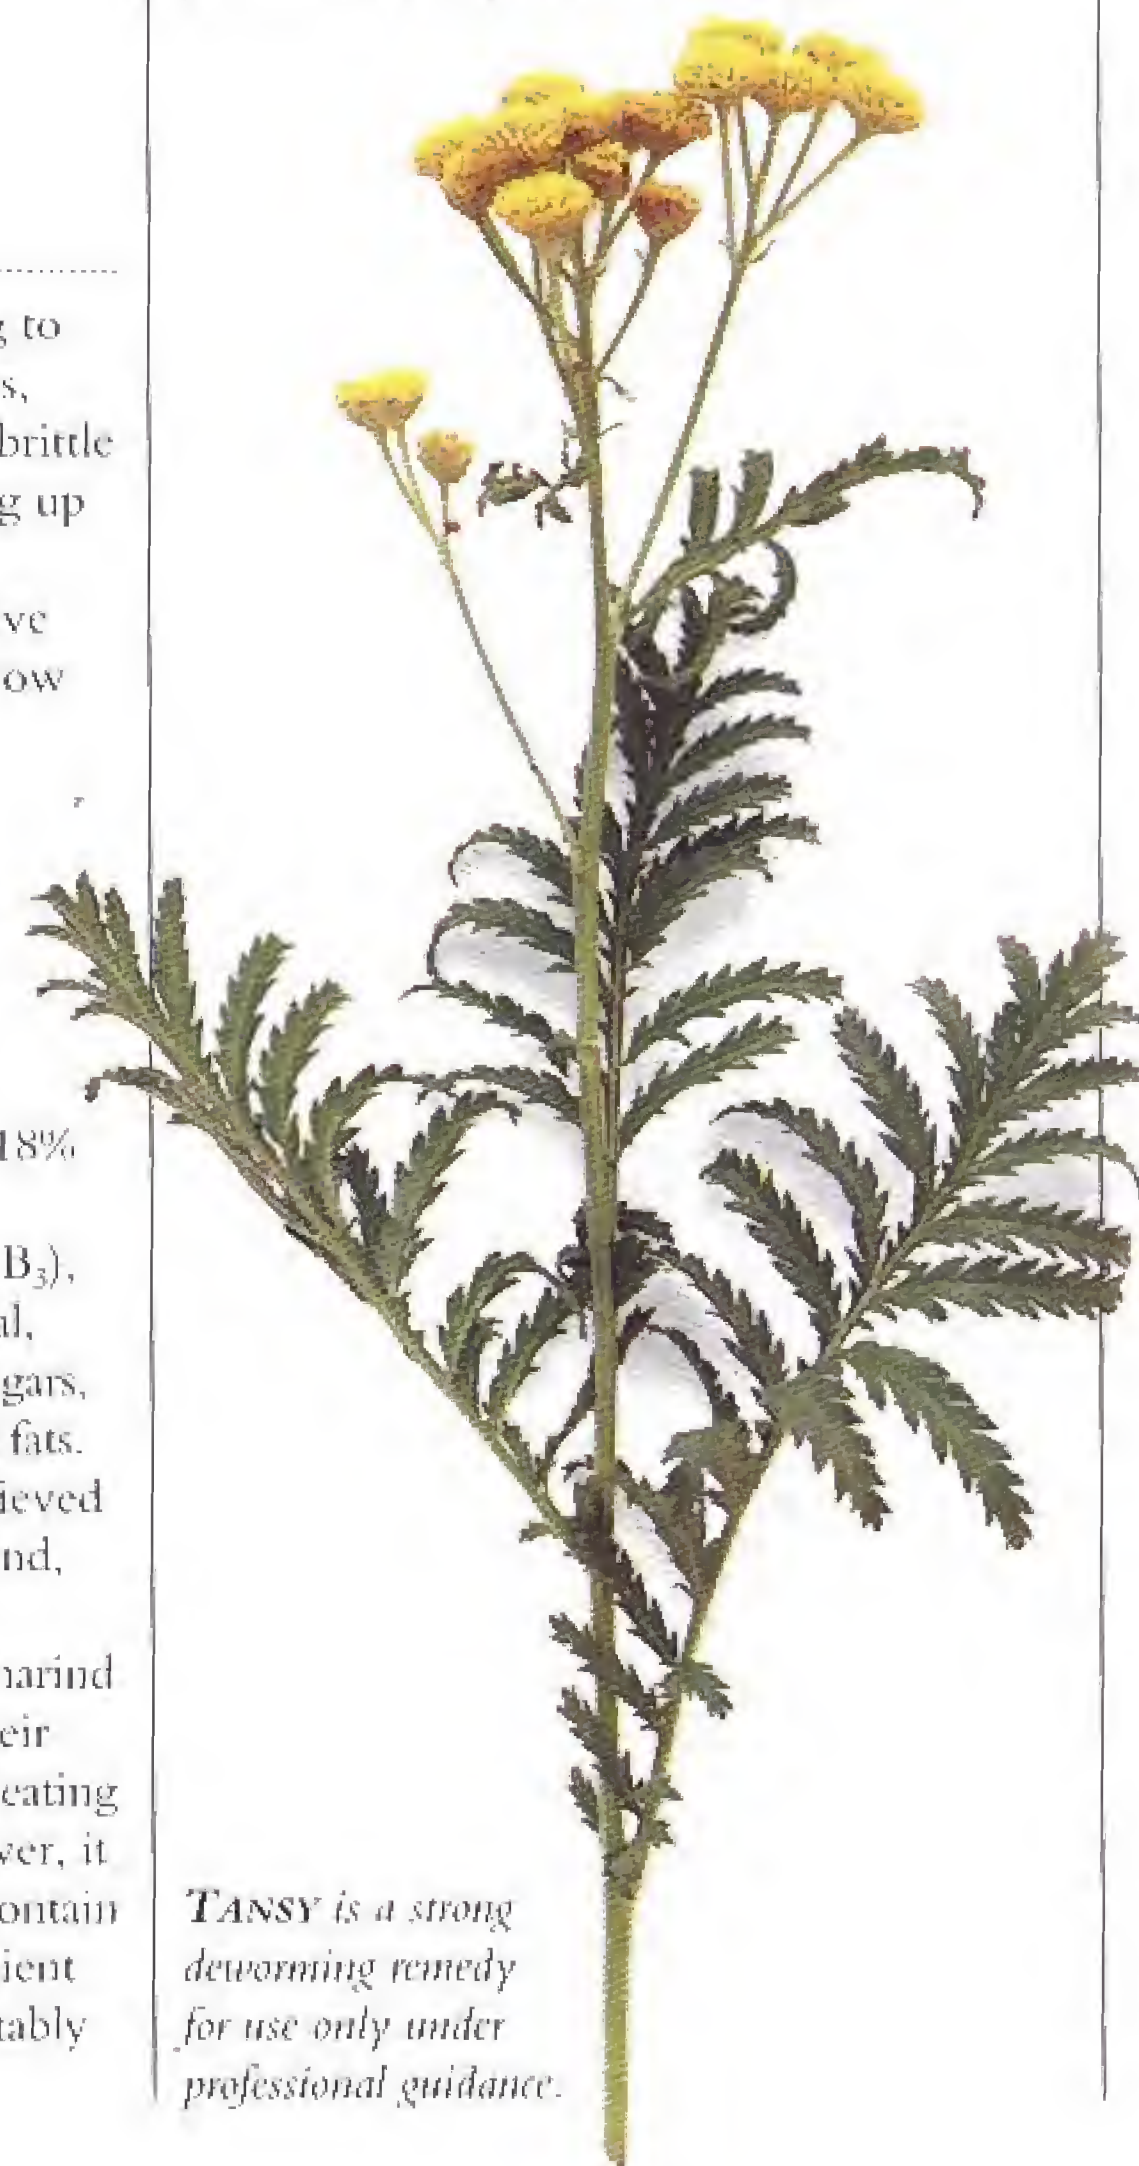 g to
s,
brittle
g up
ve
ow
18%
B₃),
al,
gars,
fats.
ieved
nd,
narind
eir
eating
ver, it
ontain
ient
tably
TANSY is a strong
deworming remedy
for use only under
professional guidance.